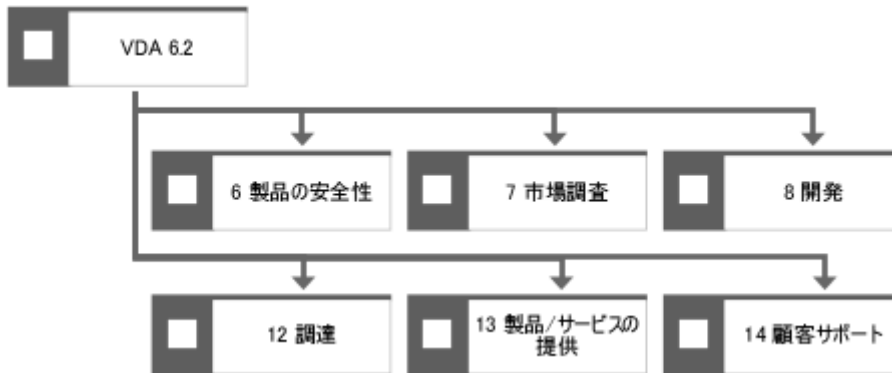 VDA 6.2
6 製品の安全性
7 市場調査
8 開発
12 調達
13 製品/サービスの
提供
14 顧客サポート